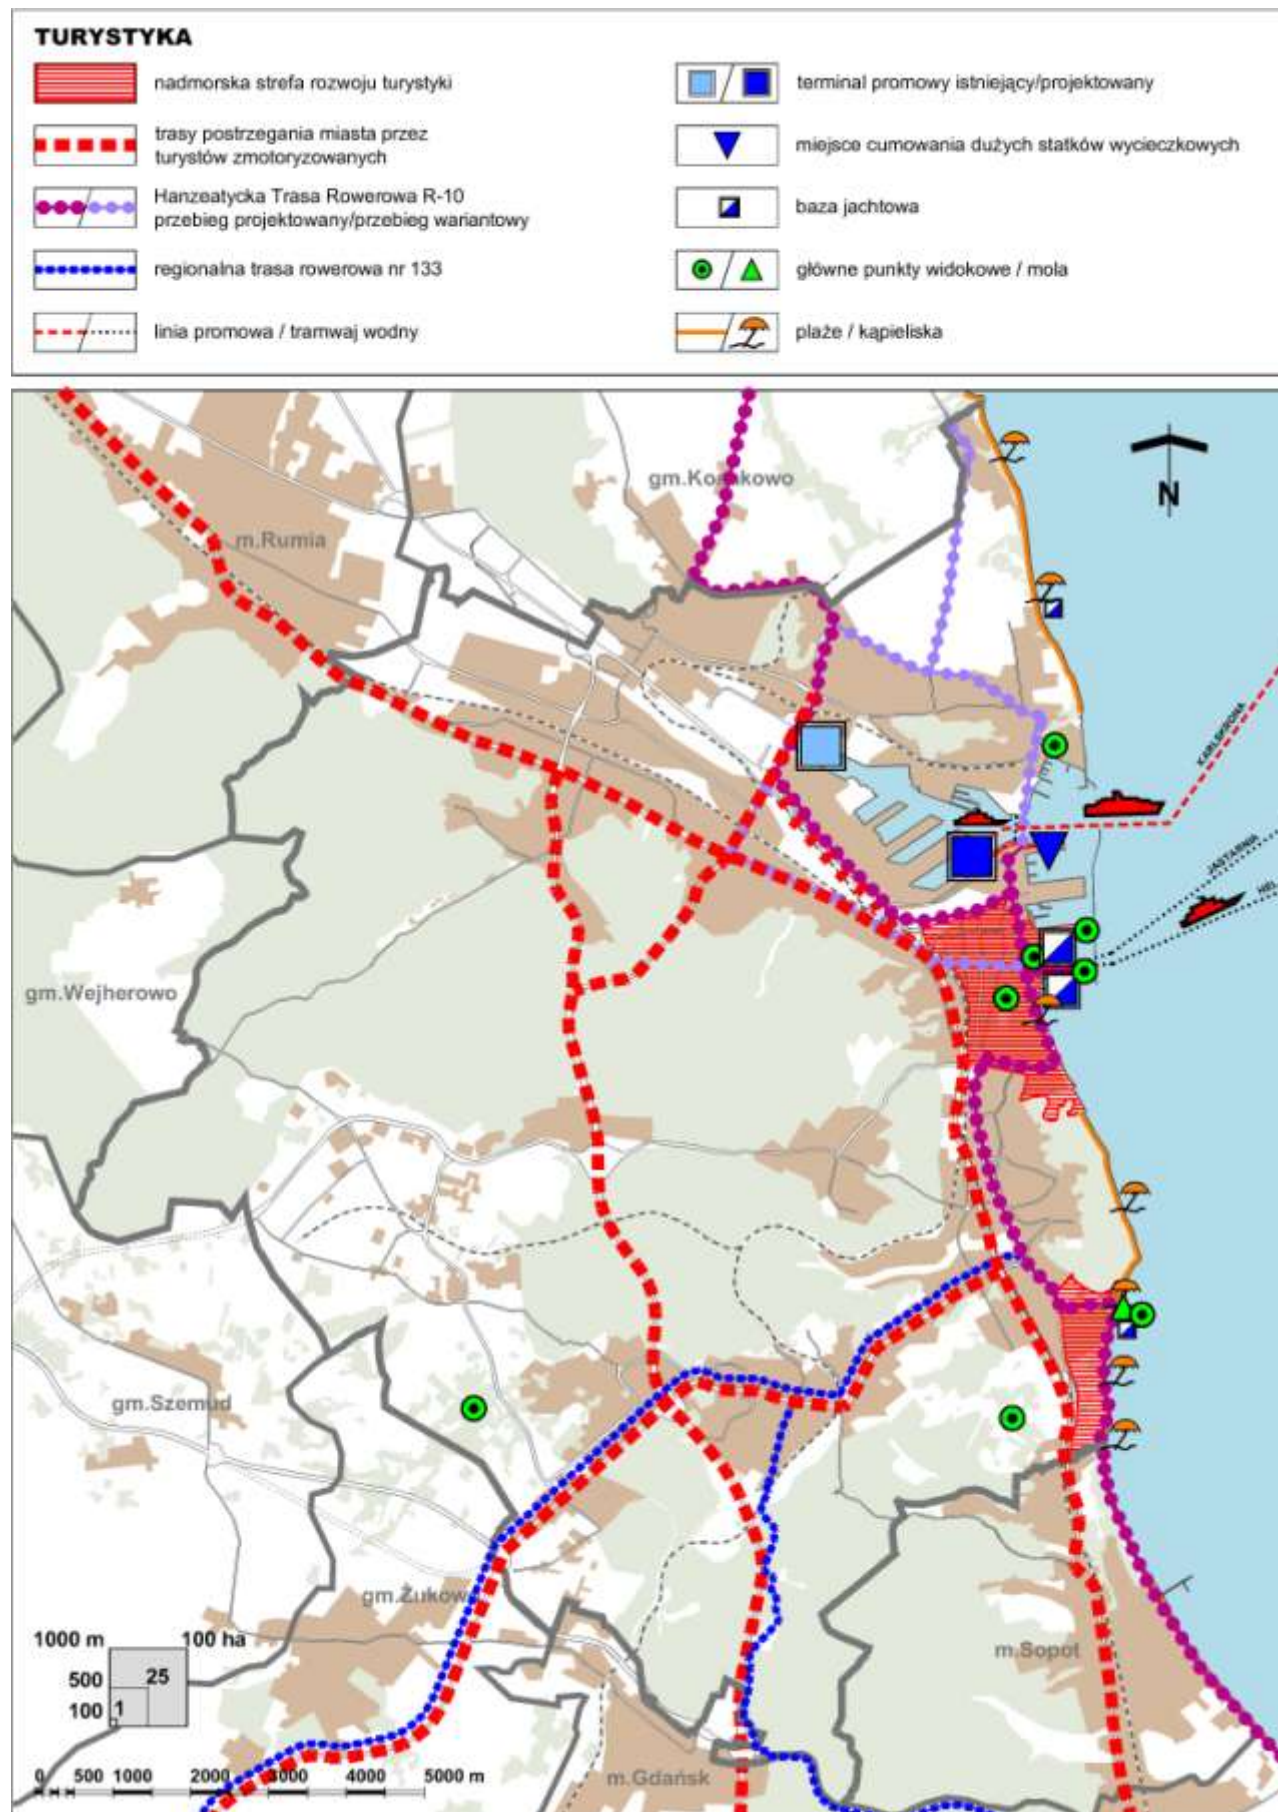 TURYSTYKA
nadmorska strefa rozwoju turystyki
trasy postrzegania miasta przez
turystów zmotoryzowanych
Hanzeatycka Trasa Rowerowa R-10
przebieg projektowany/przebieg wariantowy
regionalna trasa rowerowa nr 133
linia promowa / tramwaj wodny
terminal promowy istniejący/projektowany
miejsce cumowania dużych statków wycieczkowych
baza jachtowa
główne punkty widokowe / mola
plaże / kąpieliska
gm.Kosakowo
N
m.Rumia
KARLSKRONA
JASTARNIA
HEL
gm.Wejherowo
gm.Szemud
gm.Żukowo
m.Sopot
m.Gdańsk
1000 m 100 ha
500 25
100 1
0 500 1000 2000 3000 4000 5000 m